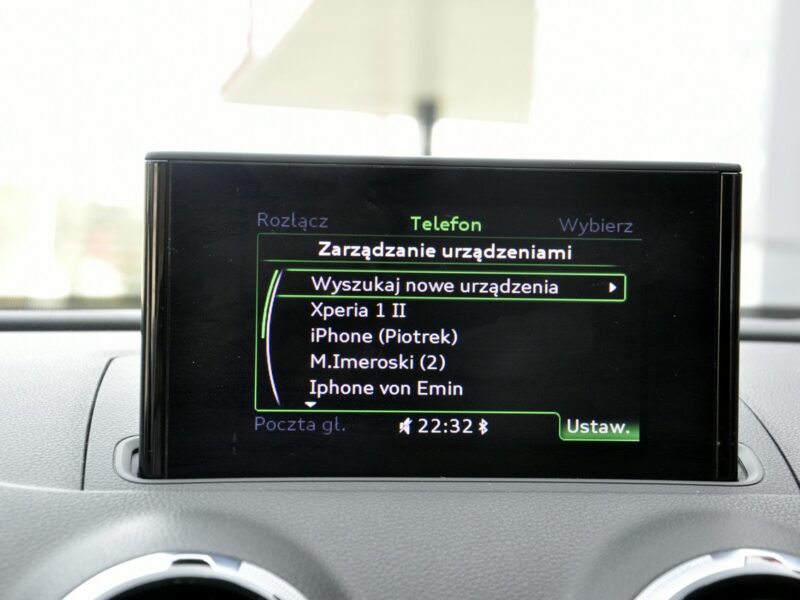 Rozłącz Telefon Wybierz
Zarządzanie urządzeniami
Wyszukaj nowe urządzenia
Xperia 1 II
iPhone (Piotrek)
M.Imeroski (2)
Iphone von Emin
Poczta gł. 22:32 Ustaw.